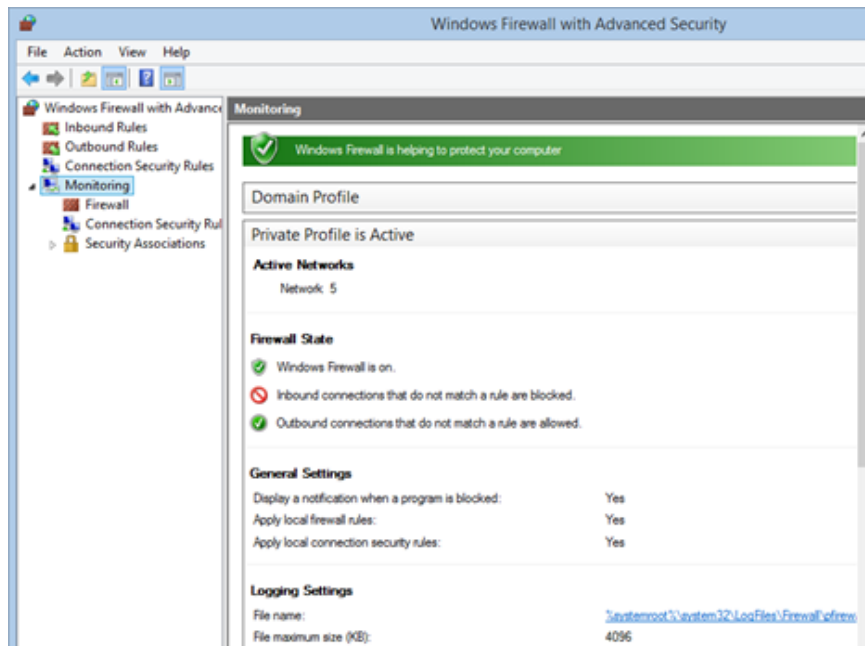 Windows Firewall with Advanced Security
File Action View Help
Windows Firewall with Advance
Inbound Rules
Outbound Rules
Connection Security Rules
Monitoring
Firewall
Connection Security Rul
Security Associations
Monitoring
Windows Firewall is helping to protect your computer
Domain Profile
Private Profile is Active
Active Networks
Network 5
Firewall State
Windows Firewall is on.
Inbound connections that do not match a rule are blocked.
Outbound connections that do not match a rule are allowed.
General Settings
Display a notification when a program is blocked: Yes
Apply local firewall rules: Yes
Apply local connection security rules: Yes
Logging Settings
File name: %systemroot%\system32\LogFiles\Firewall\pfirew
File maximum size (KB): 4096